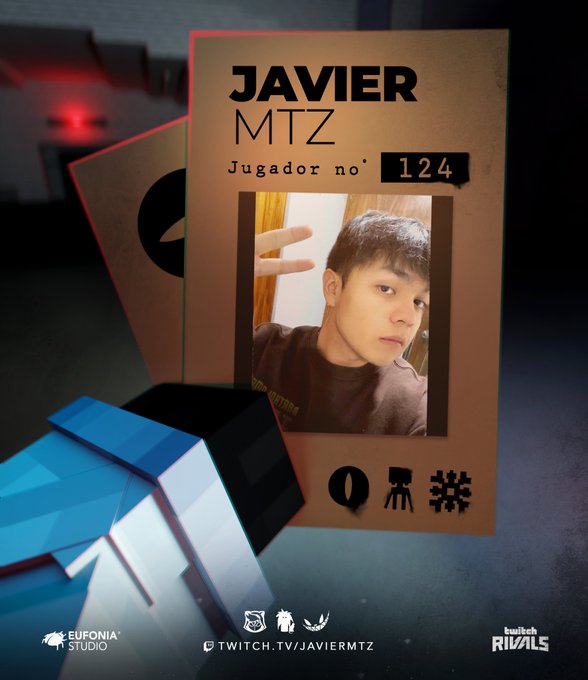 JAVIER
MTZ
Jugador no° 124
EUFONIA®
STUDIO
TWITCH.TV/JAVIERMTZ
twitch
RIVALS